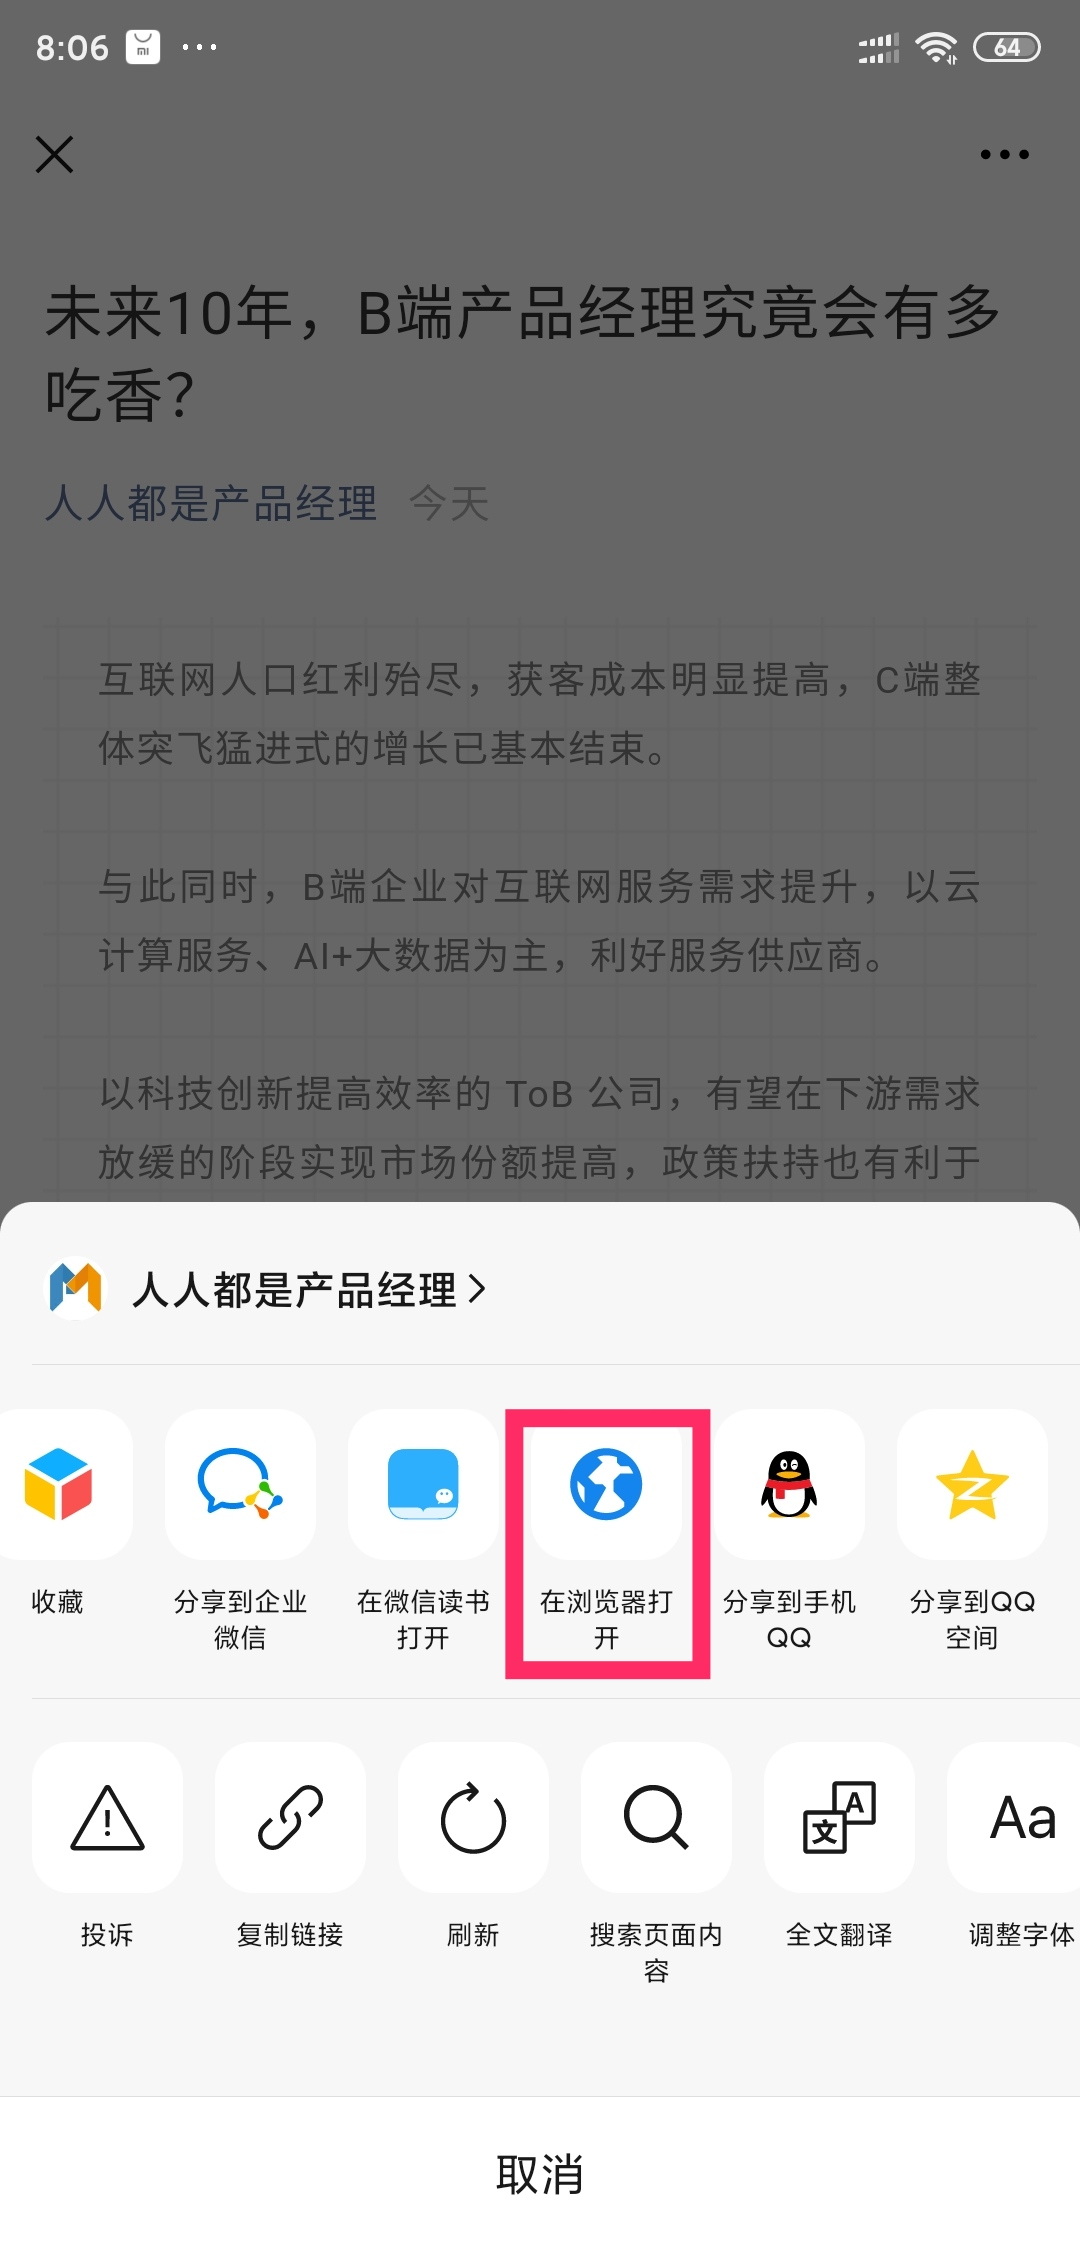 8:06
64
未来10年，B端产品经理究竟会有多
吃香？
人人都是产品经理 今天
互联网人口红利殆尽，获客成本明显提高，C端整
体突飞猛进式的增长已基本结束。
与此同时，B端企业对互联网服务需求提升，以云
计算服务、AI+大数据为主，利好服务供应商。
以科技创新提高效率的 ToB 公司，有望在下游需求
放缓的阶段实现市场份额提高，政策扶持也有利于
人人都是产品经理
收藏
分享到企业
微信
在微信读书
打开
在浏览器打
开
分享到手机
QQ
分享到QQ
空间
A
文
Aa
投诉
复制链接
刷新
搜索页面内
容
全文翻译
调整字体
取消